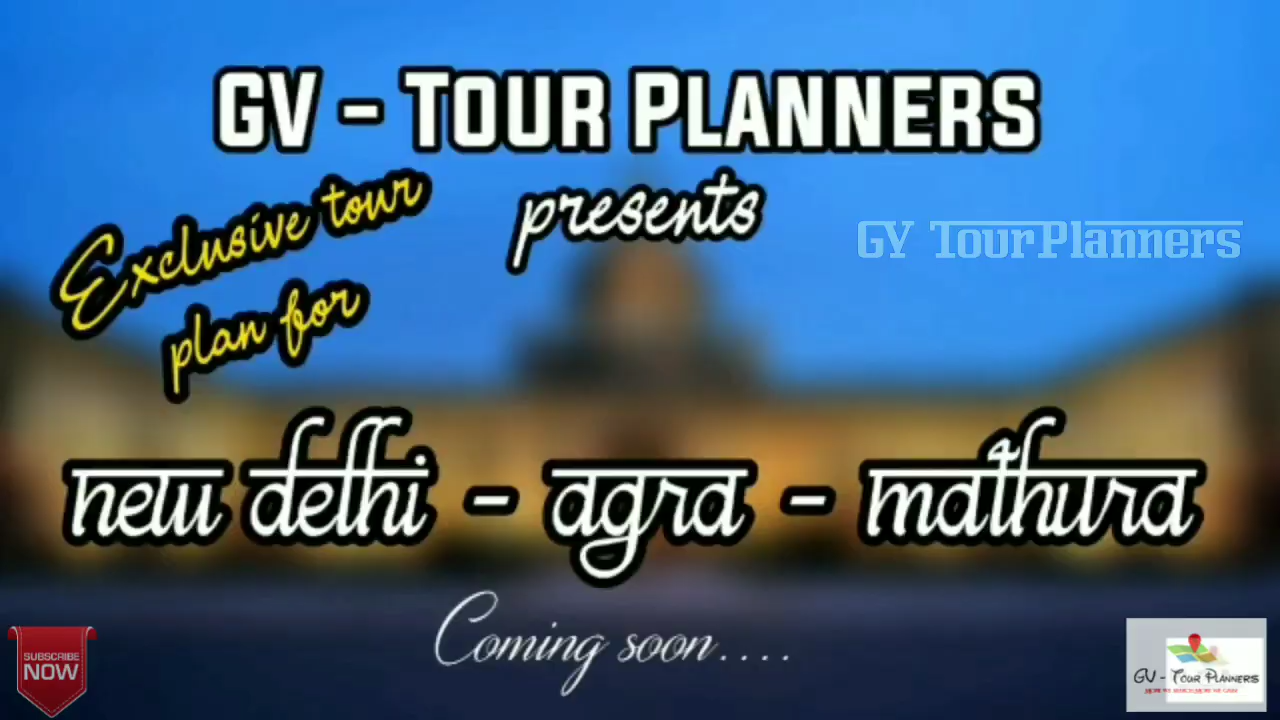 GV - Tour Planners
presents
Exclusive tour
plan for
GV TourPlanners
new delhi - agra - mathura
Coming soon....
SUBSCRIBE
NOW
GV - Tour Planners